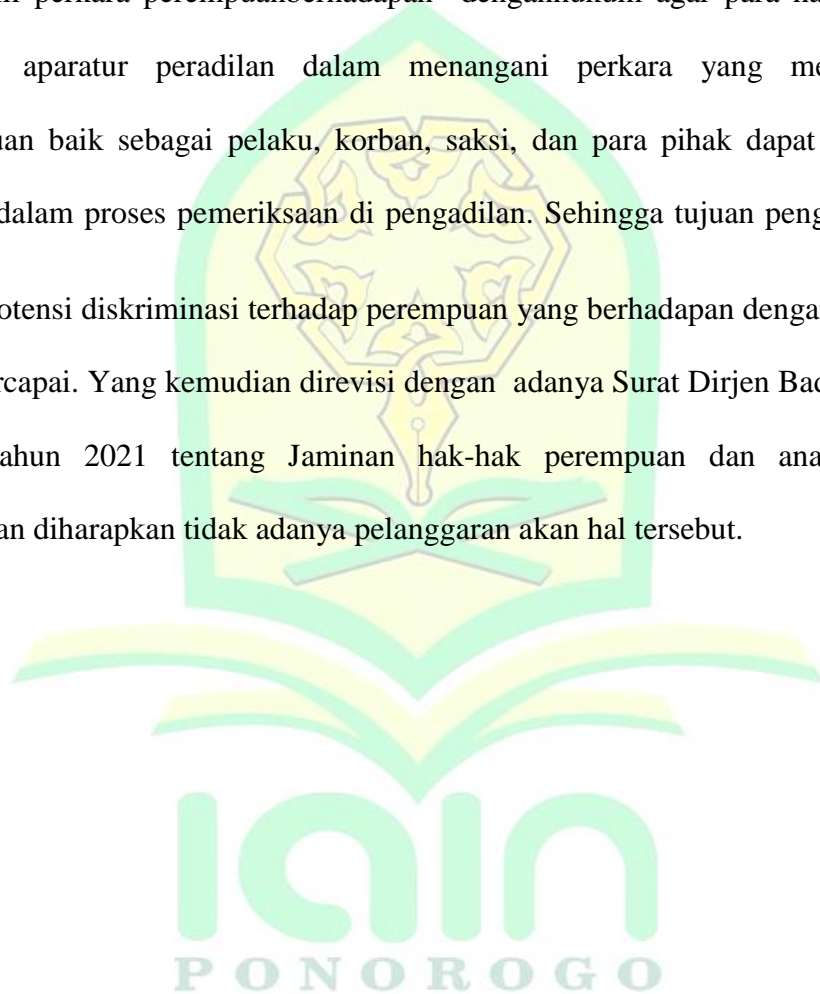 perkara perempuanberhadapan denganhukum agar para
aparatur peradilan dalam menangani perkara yang
baik sebagai pelaku, korban, saksi, dan para pihak dapat
dalam proses pemeriksaan di pengadilan. Sehingga tujuan
diskriminasi terhadap perempuan yang berhadapan
Yang kemudian direvisi dengan adanya Surat Dirjen
2021 tentang Jaminan hak-hak perempuan dan
diharapkan tidak adanya pelanggaran akan hal tersebut.
iain
PONOROGO